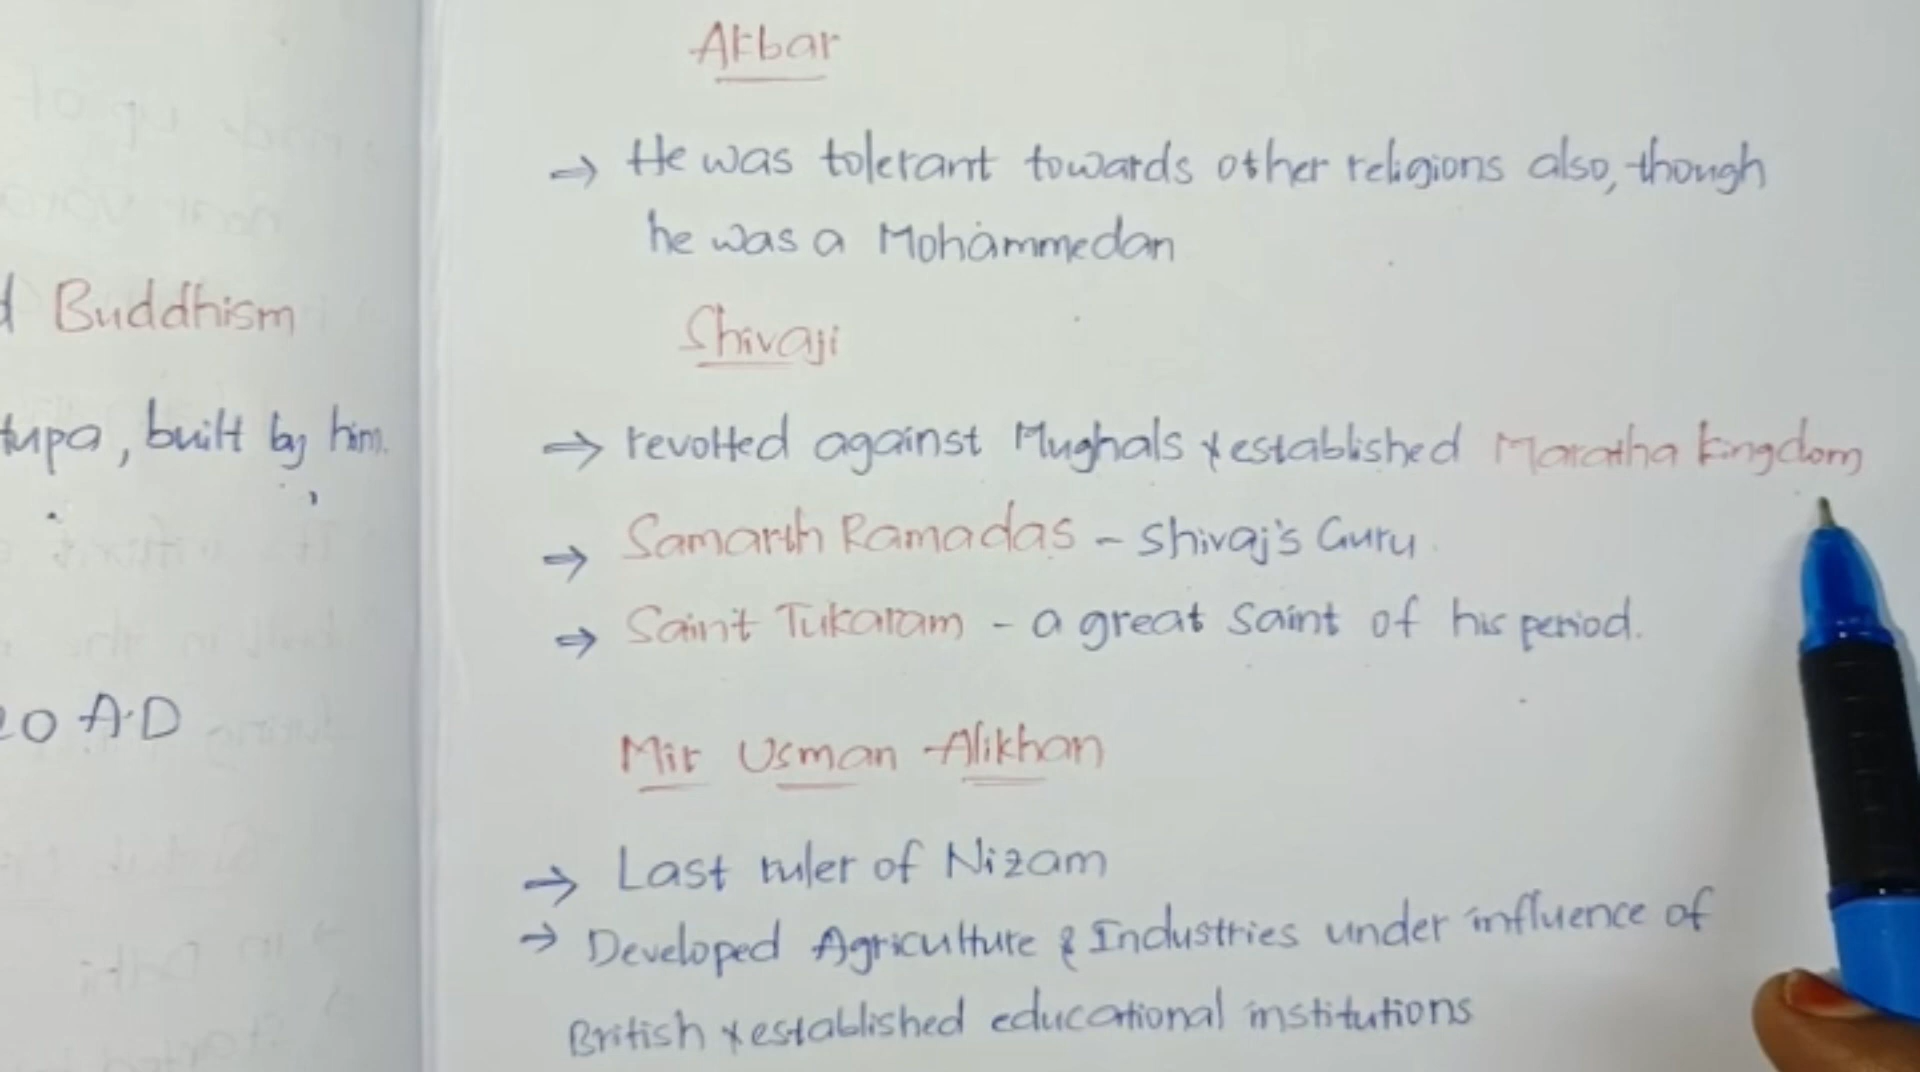 d Buddhism
tupa, built by him.
20 A.D
Akbar
→ He was tolerant towards other religions also, though
he was a Mohammedan
Shivaji
→ revolted against Mughals & established Maratha kingdom
→ Samarth Ramadas - Shivaj's Guru.
→ Saint Tukaram - a great Saint of his period.
Mir Usman Alikhan
→ Last ruler of Nizam
→ Developed Agriculture & Industries under influence of
British & established educational institutions